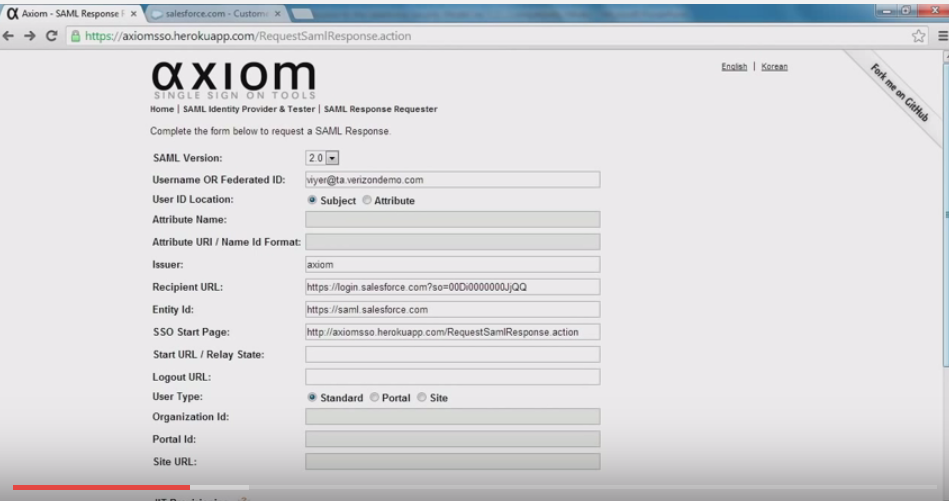 Axiom - SAML Response F
salesforce.com - Custom
https://axiomsso.herokuapp.com/RequestSamlResponse.action
English | Korean
Fork me on GitHub
αxiom
SINGLE SIGN ON TOOLS
Home | SAML Identity Provider & Tester | SAML Response Requester
Complete the form below to request a SAML Response.
SAML Version: 2.0
Username OR Federated ID: viyer@ta.verizondemo.com
User ID Location: Subject Attribute
Attribute Name:
Attribute URI / Name Id Format:
Issuer: axiom
Recipient URL: https://login.salesforce.com?so=00Di0000000JjQQ
Entity Id: https://saml.salesforce.com
SSO Start Page: http://axiomsso.herokuapp.com/RequestSamlResponse.action
Start URL / Relay State:
Logout URL:
User Type: Standard Portal Site
Organization Id:
Portal Id:
Site URL: